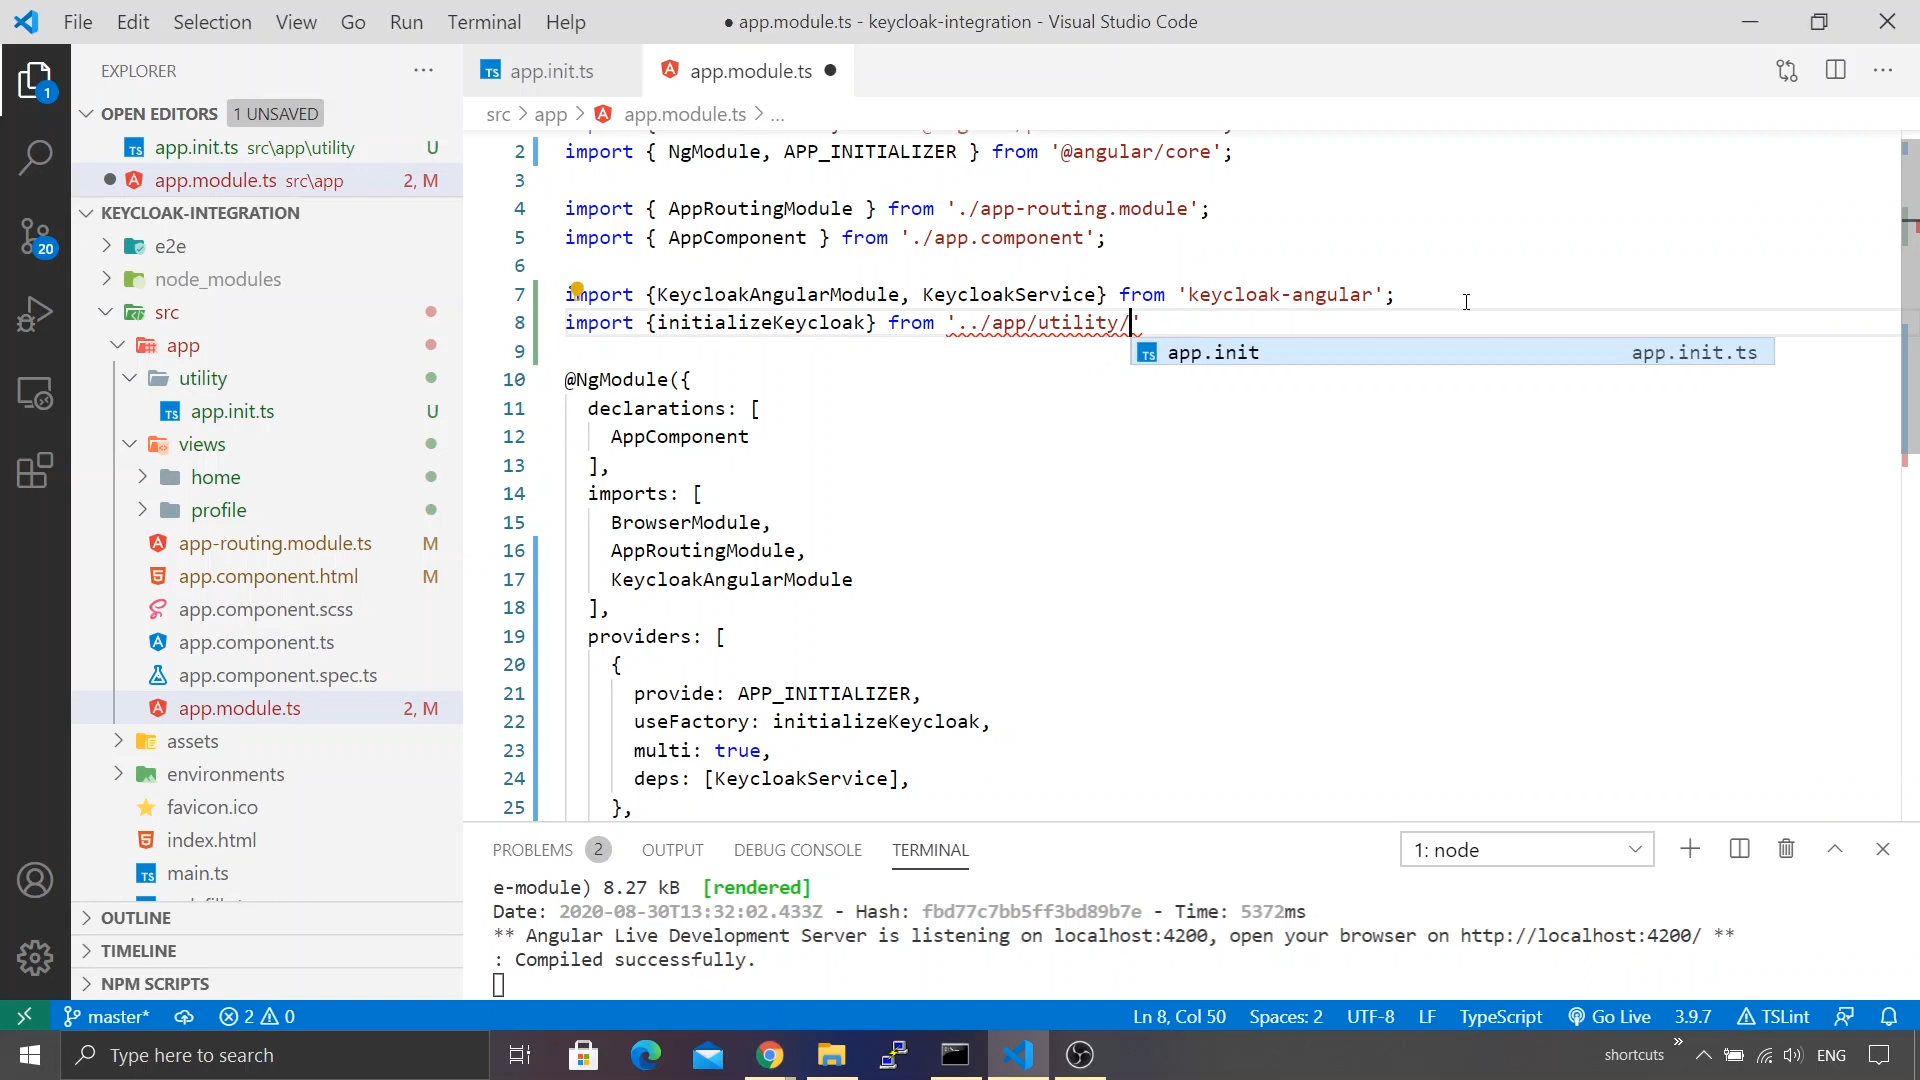 File Edit Selection View Go Run Terminal Help
● app.module.ts - keycloak-integration - Visual Studio Code
EXPLORER
1
OPEN EDITORS 1 UNSAVED
TS app.init.ts src\app\utility U
app.module.ts src\app 2, M
KEYCLOAK-INTEGRATION
e2e
20
node_modules
src
app
utility
TS app.init.ts U
views
home
profile
app-routing.module.ts M
app.component.html M
app.component.scss
app.component.ts
app.component.spec.ts
app.module.ts 2, M
assets
environments
favicon.ico
index.html
TS main.ts
OUTLINE
TIMELINE
NPM SCRIPTS
TS app.init.ts
app.module.ts ●
src > app > app.module.ts > ...
2 import { NgModule, APP_INITIALIZER } from '@angular/core';
3
4 import { AppRoutingModule } from './app-routing.module';
5 import { AppComponent } from './app.component';
6
7 import {KeycloakAngularModule, KeycloakService} from 'keycloak-angular';
8 import {initializeKeycloak} from '../app/utility/'
TS app.init app.init.ts
9
10 @NgModule({
11 declarations: [
12 AppComponent
13 ],
14 imports: [
15 BrowserModule,
16 AppRoutingModule,
17 KeycloakAngularModule
18 ],
19 providers: [
20 {
21 provide: APP_INITIALIZER,
22 useFactory: initializeKeycloak,
23 multi: true,
24 deps: [KeycloakService],
25 },
PROBLEMS 2 OUTPUT DEBUG CONSOLE TERMINAL 1: node
e-module) 8.27 kB [rendered]
Date: 2020-08-30T13:32:02.433Z - Hash: fbd77c7bb5ff3bd89b7e - Time: 5372ms
** Angular Live Development Server is listening on localhost:4200, open your browser on http://localhost:4200/ **
: Compiled successfully.
master* 2 0 Ln 8, Col 50 Spaces: 2 UTF-8 LF TypeScript Go Live 3.9.7 TSLint
Type here to search shortcuts » ENG